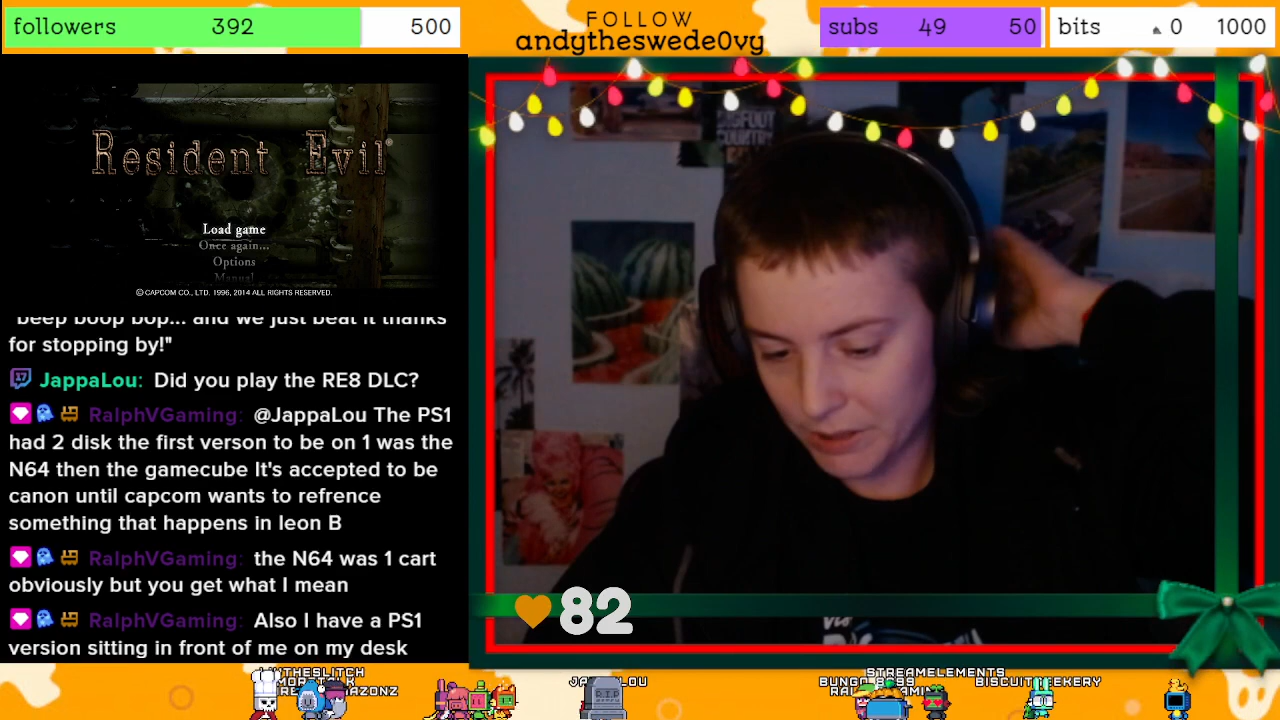 followers 392 500
FOLLOW
andytheswede0vy
subs 49 50
bits 0 1000
BIGFOOT
COUNTRY
Resident Evil
Load game
Once again...
Options
Manual
© CAPCOM CO., LTD. 1996, 2014 ALL RIGHTS RESERVED.
"beep boop bop... and we just beat it thanks
for stopping by!"
JappaLou: Did you play the RE8 DLC?
RalphVGaming: @JappaLou The PS1
had 2 disk the first verson to be on 1 was the
N64 then the gamecube It's accepted to be
canon until capcom wants to refrence
something that happens in leon B
RalphVGaming: the N64 was 1 cart
obviously but you get what I mean
RalphVGaming: Also I have a PS1
version sitting in front of me on my desk
82
STREAMELEMENTS
BISCUITGEEKERY
RIP